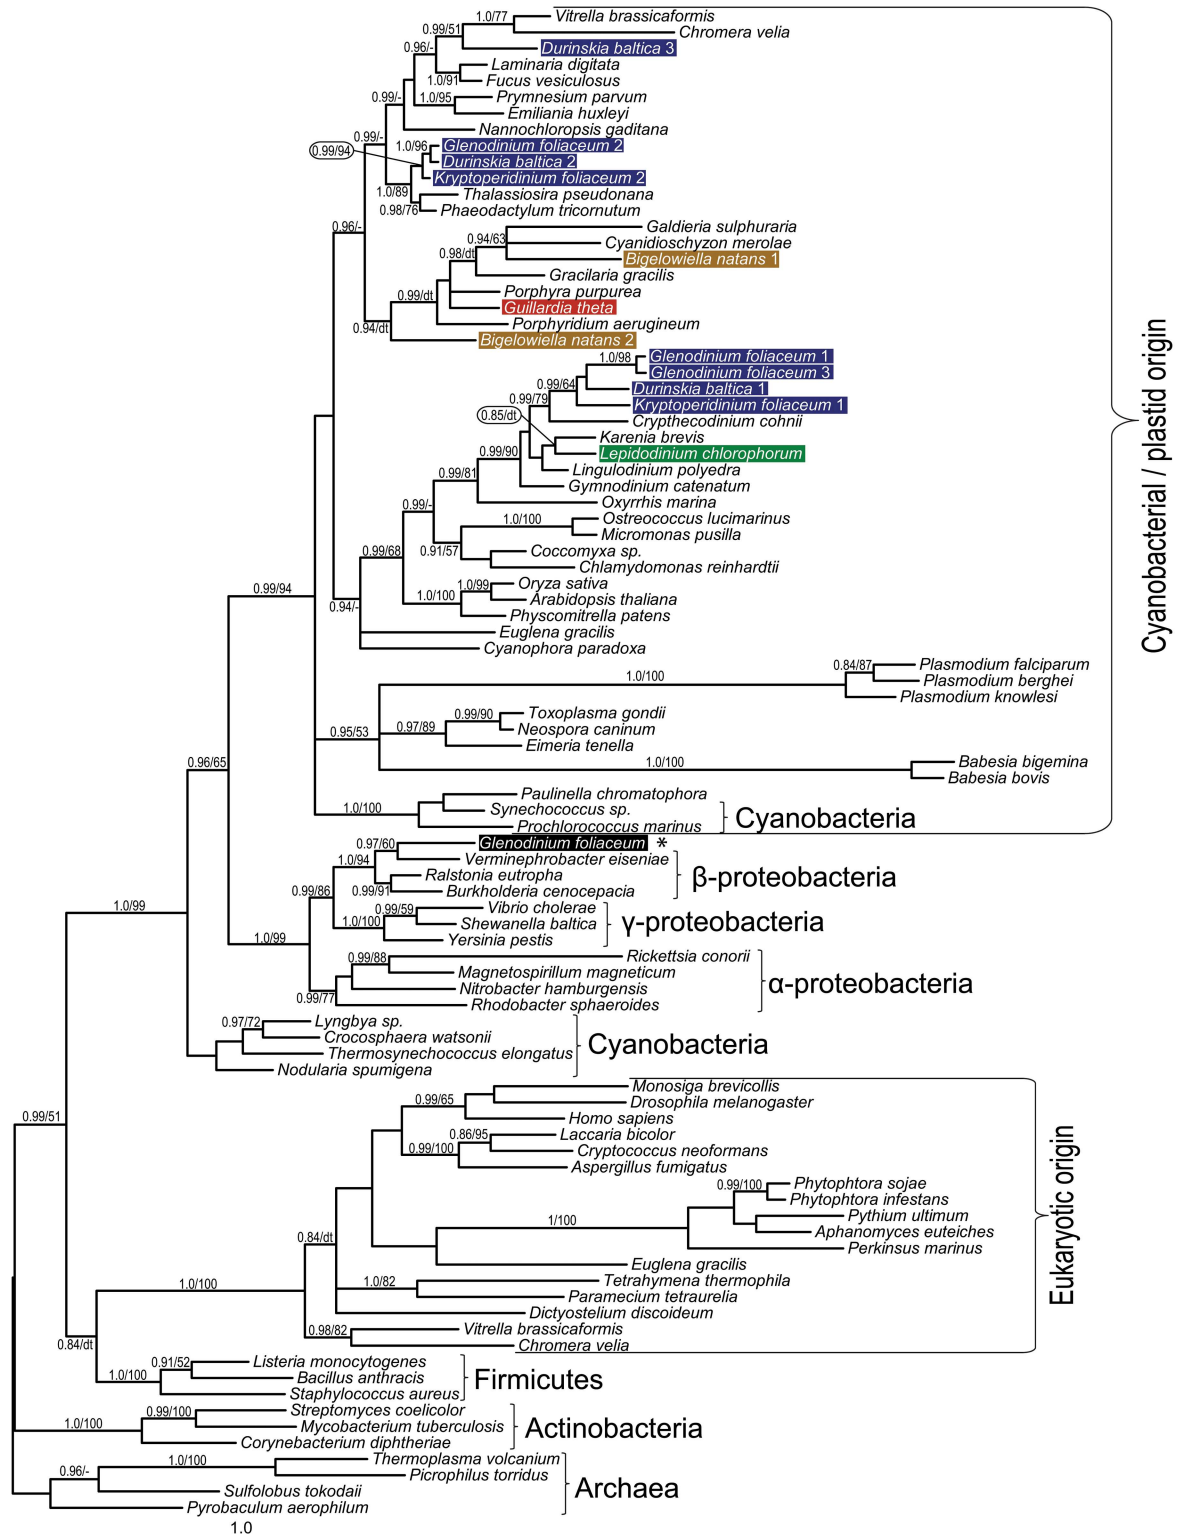 1.0/77
Vitrella brassicaformis
0.99/51
Chromera velia
0.96/-
Durinskia baltica 3
Laminaria digitata
1.0/91
Fucus vesiculosus
0.99/-
1.0/95
Prymnesium parvum
Emiliania huxleyi
Nannochloropsis gaditana
0.99/-
0.99/94
1.0/96
Glenodinium foliaceum 2
Durinskia baltica 2
Kryptoperidinium foliaceum 2
1.0/89
Thalassiosira pseudonana
0.98/76
Phaeodactylum tricornutum
0.96/-
Galdieria sulphuraria
0.94/63
Cyanidioschyzon merolae
0.98/dt
Bigelowiella natans 1
Gracilaria gracilis
0.99/dt
Porphyra purpurea
Guillardia theta
0.94/dt
Porphyridium aerugineum
Bigelowiella natans 2
1.0/98
Glenodinium foliaceum 1
Glenodinium foliaceum 3
0.99/64
Durinskia baltica 1
0.99/79
Kryptoperidinium foliaceum 1
0.85/dt
Crypthecodinium cohnii
Karenia brevis
0.99/90
Lepidodinium chlorophorum
0.99/81
Lingulodinium polyedra
Gymnodinium catenatum
0.99/-
Oxyrrhis marina
1.0/100
Ostreococcus lucimarinus
Micromonas pusilla
0.99/68
0.91/57
Coccomyxa sp.
Chlamydomonas reinhardtii
1.0/99
Oryza sativa
1.0/100
Arabidopsis thaliana
0.99/94
0.94/-
Physcomitrella patens
Euglena gracilis
Cyanophora paradoxa
Cyanobacterial / plastid origin
0.84/87
Plasmodium falciparum
1.0/100
Plasmodium berghei
Plasmodium knowlesi
0.99/90
Toxoplasma gondii
0.95/53
0.97/89
Neospora caninum
Eimeria tenella
1.0/100
Babesia bigemina
Babesia bovis
0.96/65
Paulinella chromatophora
1.0/100
Synechococcus sp.
Cyanobacteria
Prochlorococcus marinus
0.97/60
Glenodinium foliaceum *
1.0/94
Verminephrobacter eiseniae
Ralstonia eutropha
β-proteobacteria
0.99/86
0.99/91
Burkholderia cenocepacia
1.0/99
0.99/59
Vibrio cholerae
1.0/100
Shewanella baltica
γ-proteobacteria
1.0/99
Yersinia pestis
0.99/88
Rickettsia conorii
Magnetospirillum magneticum
α-proteobacteria
Nitrobacter hamburgensis
0.99/77
Rhodobacter sphaeroides
0.97/72
Lyngbya sp.
Crocosphaera watsonii
Cyanobacteria
Thermosynechococcus elongatus
Nodularia spumigena
Monosiga brevicollis
0.99/65
Drosophila melanogaster
0.99/51
Homo sapiens
0.86/95
Laccaria bicolor
0.99/100
Cryptococcus neoformans
Aspergillus fumigatus
0.99/100
Phytophtora sojae
Phytophtora infestans
1/100
Pythium ultimum
Aphanomyces euteiches
0.84/dt
Perkinsus marinus
Euglena gracilis
1.0/100
1.0/82
Tetrahymena thermophila
Paramecium tetraurelia
Dictyostelium discoideum
0.98/82
Vitrella brassicaformis
0.84/dt
Chromera velia
Eukaryotic origin
0.91/52
Listeria monocytogenes
1.0/100
Bacillus anthracis
Firmicutes
Staphylococcus aureus
0.99/100
Streptomyces coelicolor
1.0/100
Mycobacterium tuberculosis
Actinobacteria
Corynebacterium diphtheriae
1.0/100
Thermoplasma volcanium
0.96/-
Picrophilus torridus
Archaea
Sulfolobus tokodaii
Pyrobaculum aerophilum
1.0